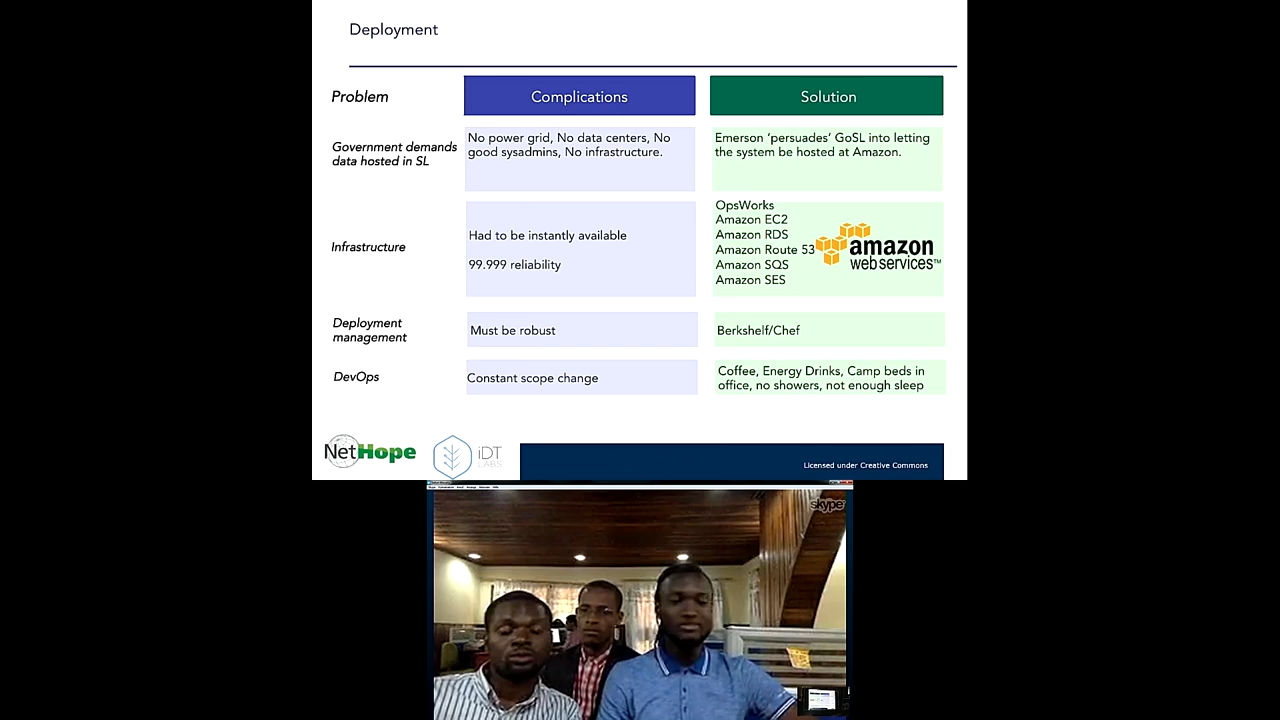 Deployment
Problem
Complications
Solution
Government demands
data hosted in SL
No power grid, No data centers, No
good sysadmins, No infrastructure.
Emerson ‘persuades’ GoSL into letting
the system be hosted at Amazon.
Infrastructure
Had to be instantly available
99.999 reliability
OpsWorks
Amazon EC2
Amazon RDS
Amazon Route 53
Amazon SQS
Amazon SES
amazon
webservices™
Deployment
management
Must be robust
Berkshelf/Chef
DevOps
Constant scope change
Coffee, Energy Drinks, Camp beds in
office, no showers, not enough sleep
NetHope
iDT
LABS
Licensed under Creative Commons
skype